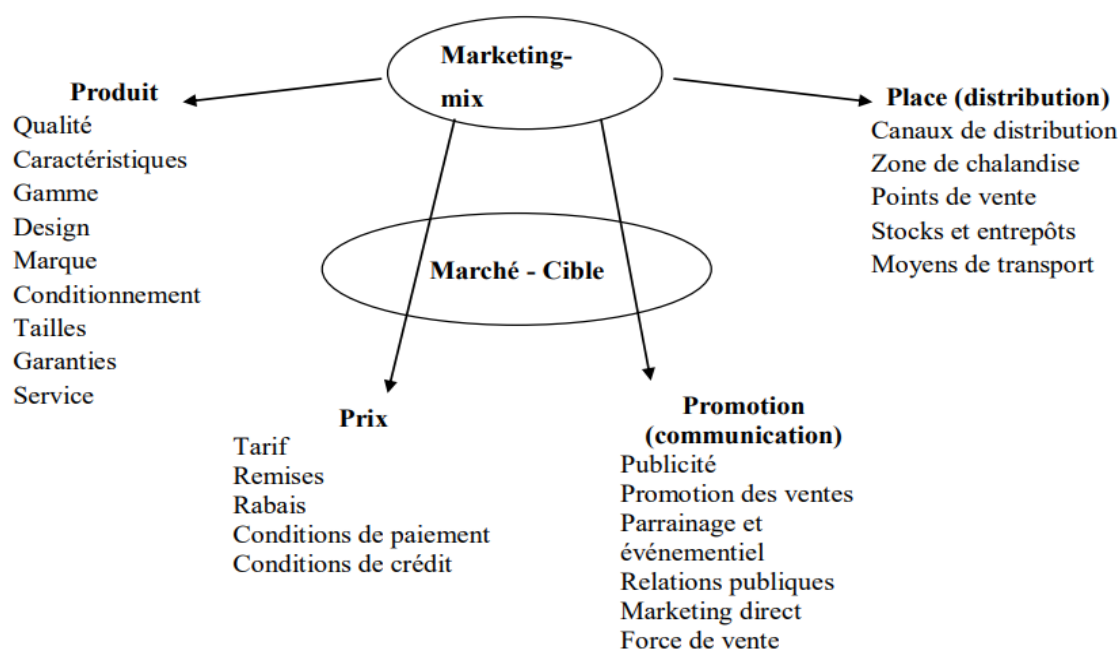 Marketing-
mix
Produit
Qualité
Caractéristiques
Gamme
Design
Marque
Conditionnement
Tailles
Garanties
Service
Place (distribution)
Canaux de distribution
Zone de chalandise
Points de vente
Stocks et entrepôts
Moyens de transport
Marché - Cible
Prix
Tarif
Remises
Rabais
Conditions de paiement
Conditions de crédit
Promotion
(communication)
Publicité
Promotion des ventes
Parrainage et
événementiel
Relations publiques
Marketing direct
Force de vente